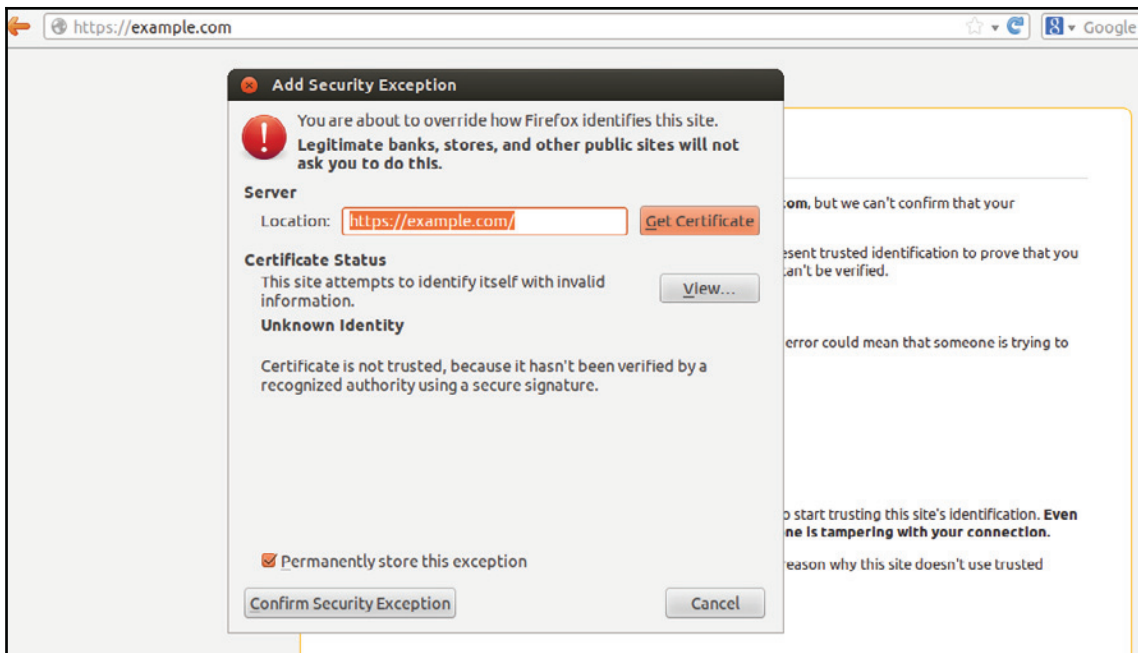 https://example.com
Google
Add Security Exception
You are about to override how Firefox identifies this site.
Legitimate banks, stores, and other public sites will not
ask you to do this.
Server
Location: https://example.com/ Get Certificate
Certificate Status
This site attempts to identify itself with invalid
information.
View...
Unknown Identity
Certificate is not trusted, because it hasn't been verified by a
recognized authority using a secure signature.
Permanently store this exception
Confirm Security Exception Cancel
om, but we can't confirm that your
esent trusted identification to prove that you
an't be verified.
error could mean that someone is trying to
o start trusting this site's identification. Even
ne is tampering with your connection.
reason why this site doesn't use trusted